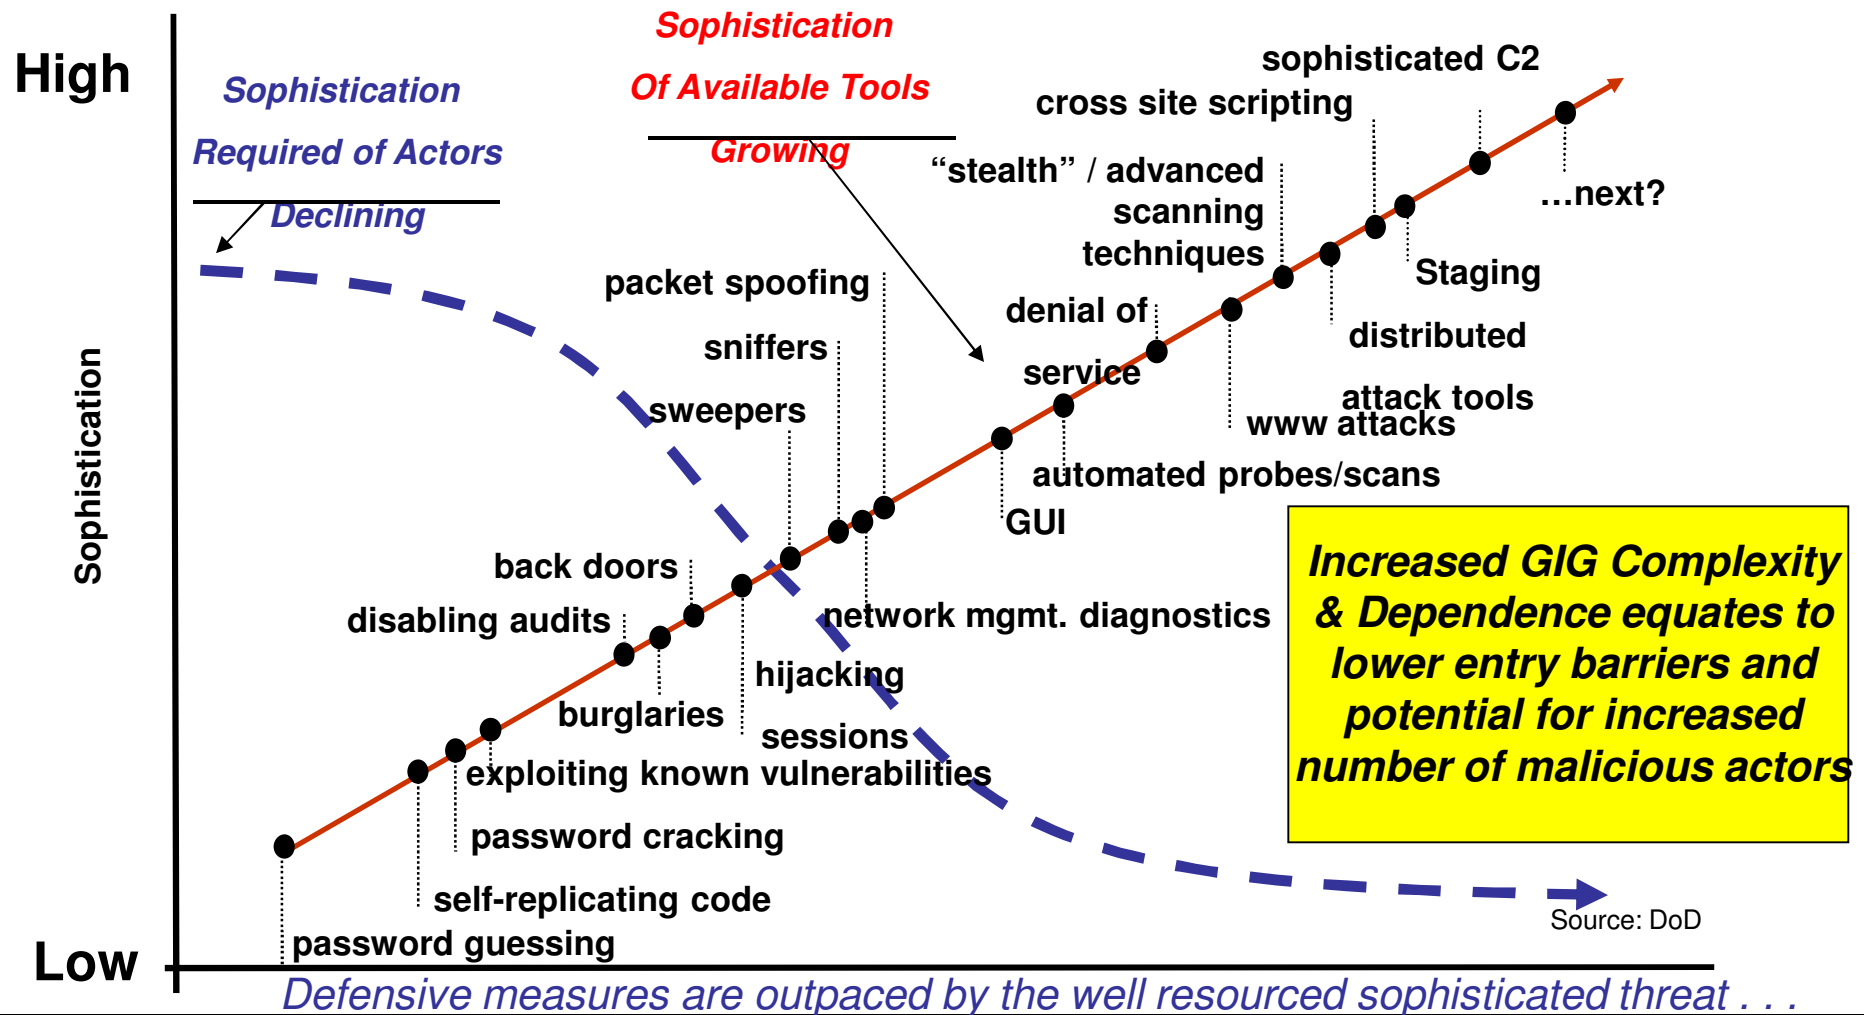 High
Sophistication
Required of Actors
Declining
Sophistication
Of Available Tools
Growing
sophisticated C2
cross site scripting
“stealth” / advanced
scanning
techniques
…next?
Staging
packet spoofing
denial of
service
distributed
attack tools
sniffers
sweepers
www attacks
automated probes/scans
GUI
Sophistication
back doors
disabling audits
network mgmt. diagnostics
hijacking
sessions
burglaries
exploiting known vulnerabilities
password cracking
self-replicating code
password guessing
Increased GIG Complexity
& Dependence equates to
lower entry barriers and
potential for increased
number of malicious actors
Source: DoD
Low
Defensive measures are outpaced by the well resourced sophisticated threat . . .